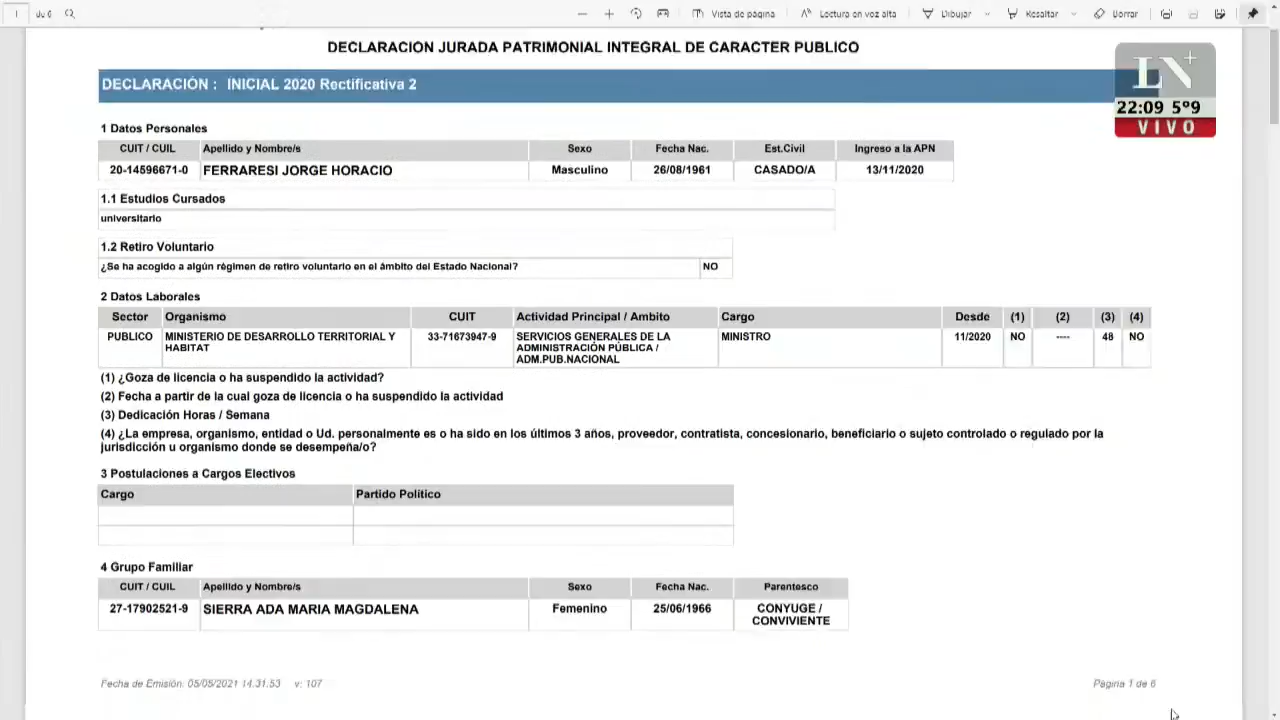 1 de 6 Vista de página Lectura en voz alta Dibujar Resaltar Borrar
DECLARACION JURADA PATRIMONIAL INTEGRAL DE CARACTER PUBLICO
LN+
DECLARACIÓN : INICIAL 2020 Rectificativa 2
22:09 5°9
VIVO
1 Datos Personales
CUIT / CUIL Apellido y Nombre/s Sexo Fecha Nac. Est.Civil Ingreso a la APN
20-14596671-0 FERRARESI JORGE HORACIO Masculino 26/08/1961 CASADO/A 13/11/2020
1.1 Estudios Cursados
universitario
1.2 Retiro Voluntario
¿Se ha acogido a algún régimen de retiro voluntario en el ámbito del Estado Nacional? NO
2 Datos Laborales
Sector Organismo CUIT Actividad Principal / Ambito Cargo Desde (1) (2) (3) (4)
PUBLICO MINISTERIO DE DESARROLLO TERRITORIAL Y 33-71673947-9 SERVICIOS GENERALES DE LA MINISTRO 11/2020 NO ---- 48 NO
HABITAT ADMINISTRACIÓN PÚBLICA /
ADM.PUB.NACIONAL
(1) ¿Goza de licencia o ha suspendido la actividad?
(2) Fecha a partir de la cual goza de licencia o ha suspendido la actividad
(3) Dedicación Horas / Semana
(4) ¿La empresa, organismo, entidad o Ud. personalmente es o ha sido en los últimos 3 años, proveedor, contratista, concesionario, beneficiario o sujeto controlado o regulado por la
jurisdicción u organismo donde se desempeña/o?
3 Postulaciones a Cargos Electivos
Cargo Partido Político
4 Grupo Familiar
CUIT / CUIL Apellido y Nombre/s Sexo Fecha Nac. Parentesco
27-17902521-9 SIERRA ADA MARIA MAGDALENA Femenino 25/06/1966 CONYUGE /
CONVIVIENTE
Fecha de Emisión: 05/05/2021 14.31.53 v: 107 Página 1 de 6